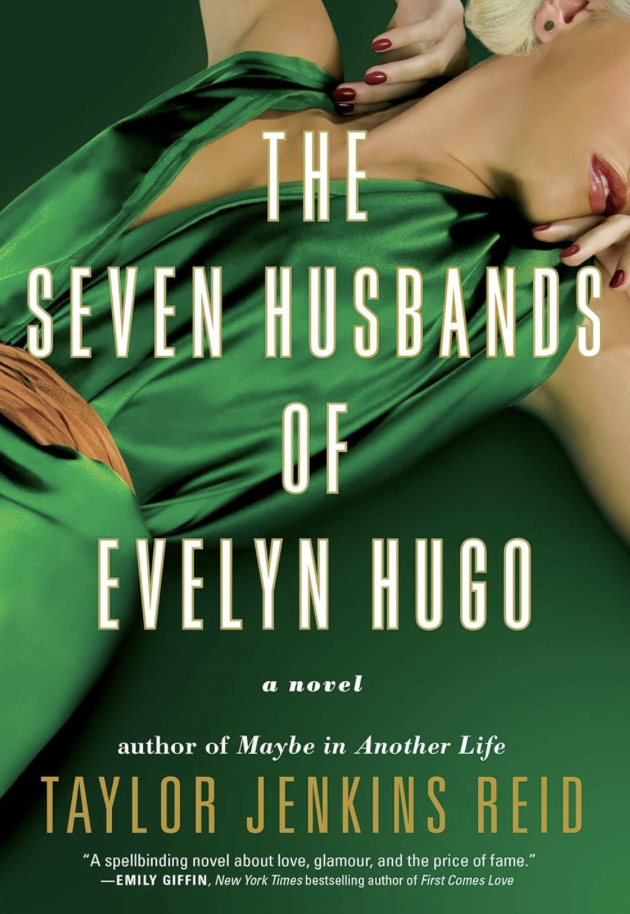 THE
SEVEN HUSBANDS
OF
EVELYN HUGO
a novel
author of Maybe in Another Life
TAYLOR JENKINS REID
“A spellbinding novel about love, glamour, and the price of fame.”
—EMILY GIFFIN, New York Times bestselling author of First Comes Love